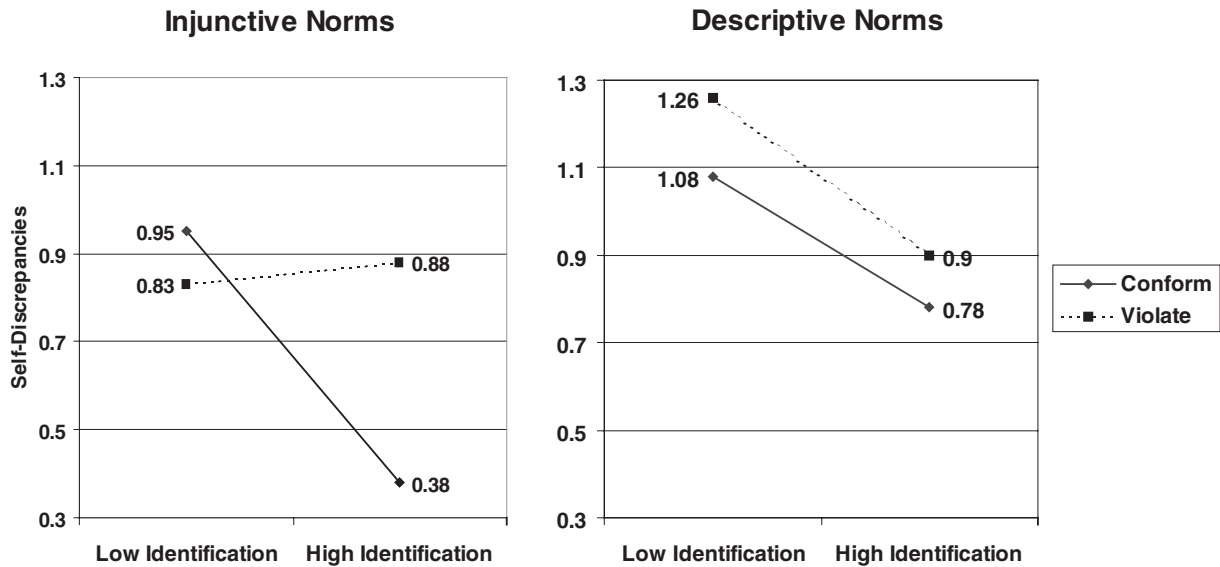 Injunctive Norms
Self-Discrepancies
1.3
1.1
0.9
0.7
0.5
0.3
0.95
0.83
0.88
0.38
Low Identification
High Identification
Descriptive Norms
1.3
1.1
0.9
0.7
0.5
0.3
1.26
1.08
0.9
0.78
Low Identification
High Identification
Conform
Violate